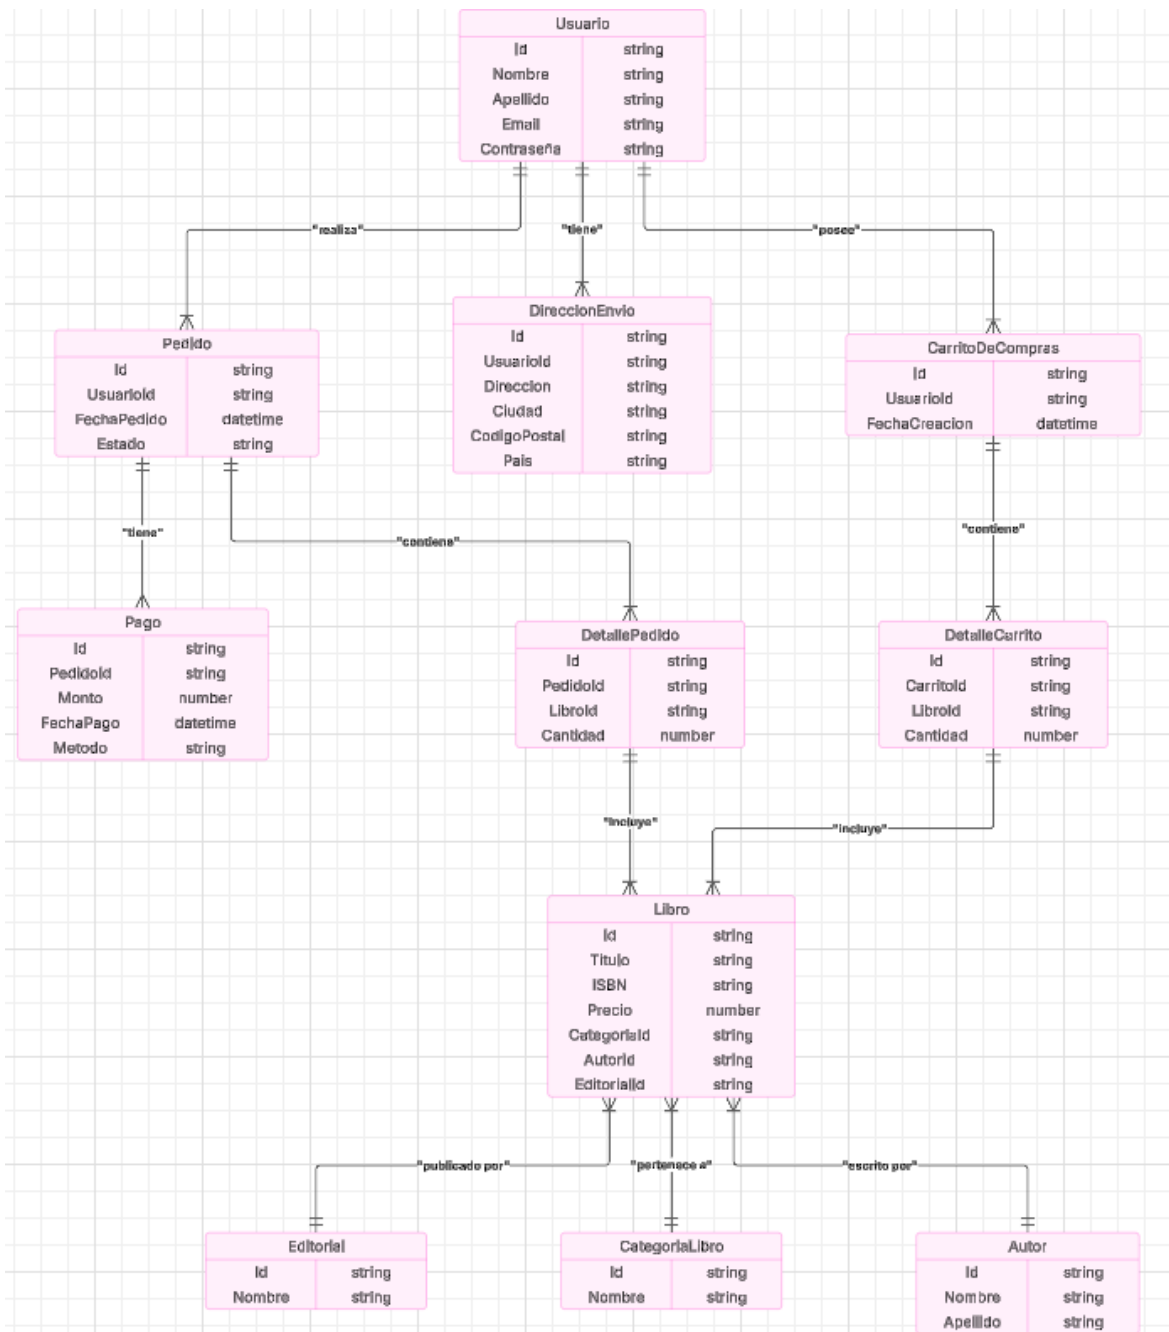 Usuario
Id string
Nombre string
Apellido string
Email string
Contraseña string
"realiza" "tiene" "posee"
DireccionEnvio
Id string
UsuarioId string
Direccion string
Ciudad string
CodigoPostal string
Pais string
Pedido
Id string
UsuarioId string
FechaPedido datetime
Estado string
CarritoDeCompras
Id string
UsuarioId string
FechaCreacion datetime
"tiene" "contiene" "contiene"
Pago
Id string
PedidoId string
Monto number
FechaPago datetime
Metodo string
DetallePedido
Id string
PedidoId string
LibroId string
Cantidad number
DetalleCarrito
Id string
CarritoId string
LibroId string
Cantidad number
"incluye" "incluye"
Libro
Id string
Titulo string
ISBN string
Precio number
CategoriaId string
AutorId string
EditorialId string
"publicado por" "pertenece a" "escrito por"
Editorial
Id string
Nombre string
CategoriaLibro
Id string
Nombre string
Autor
Id string
Nombre string
Apellido string